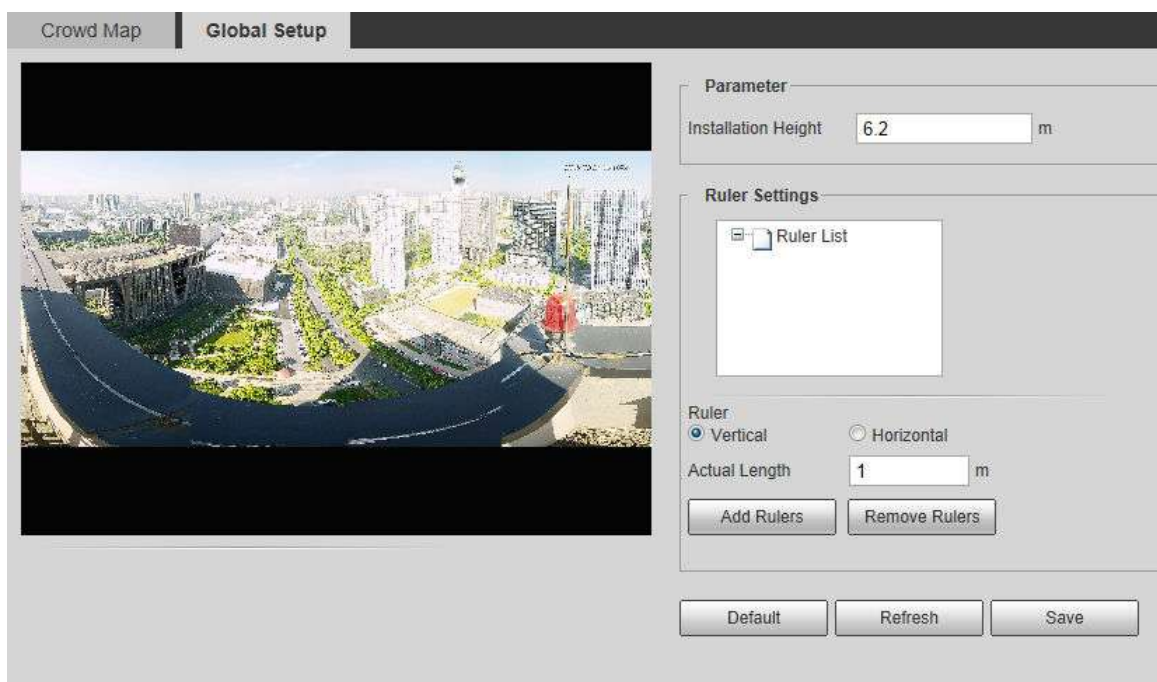 Crowd Map Global Setup
Parameter
Installation Height 6.2 m
Ruler Settings
Ruler List
Ruler
Vertical Horizontal
Actual Length 1 m
Add Rulers Remove Rulers
Default Refresh Save